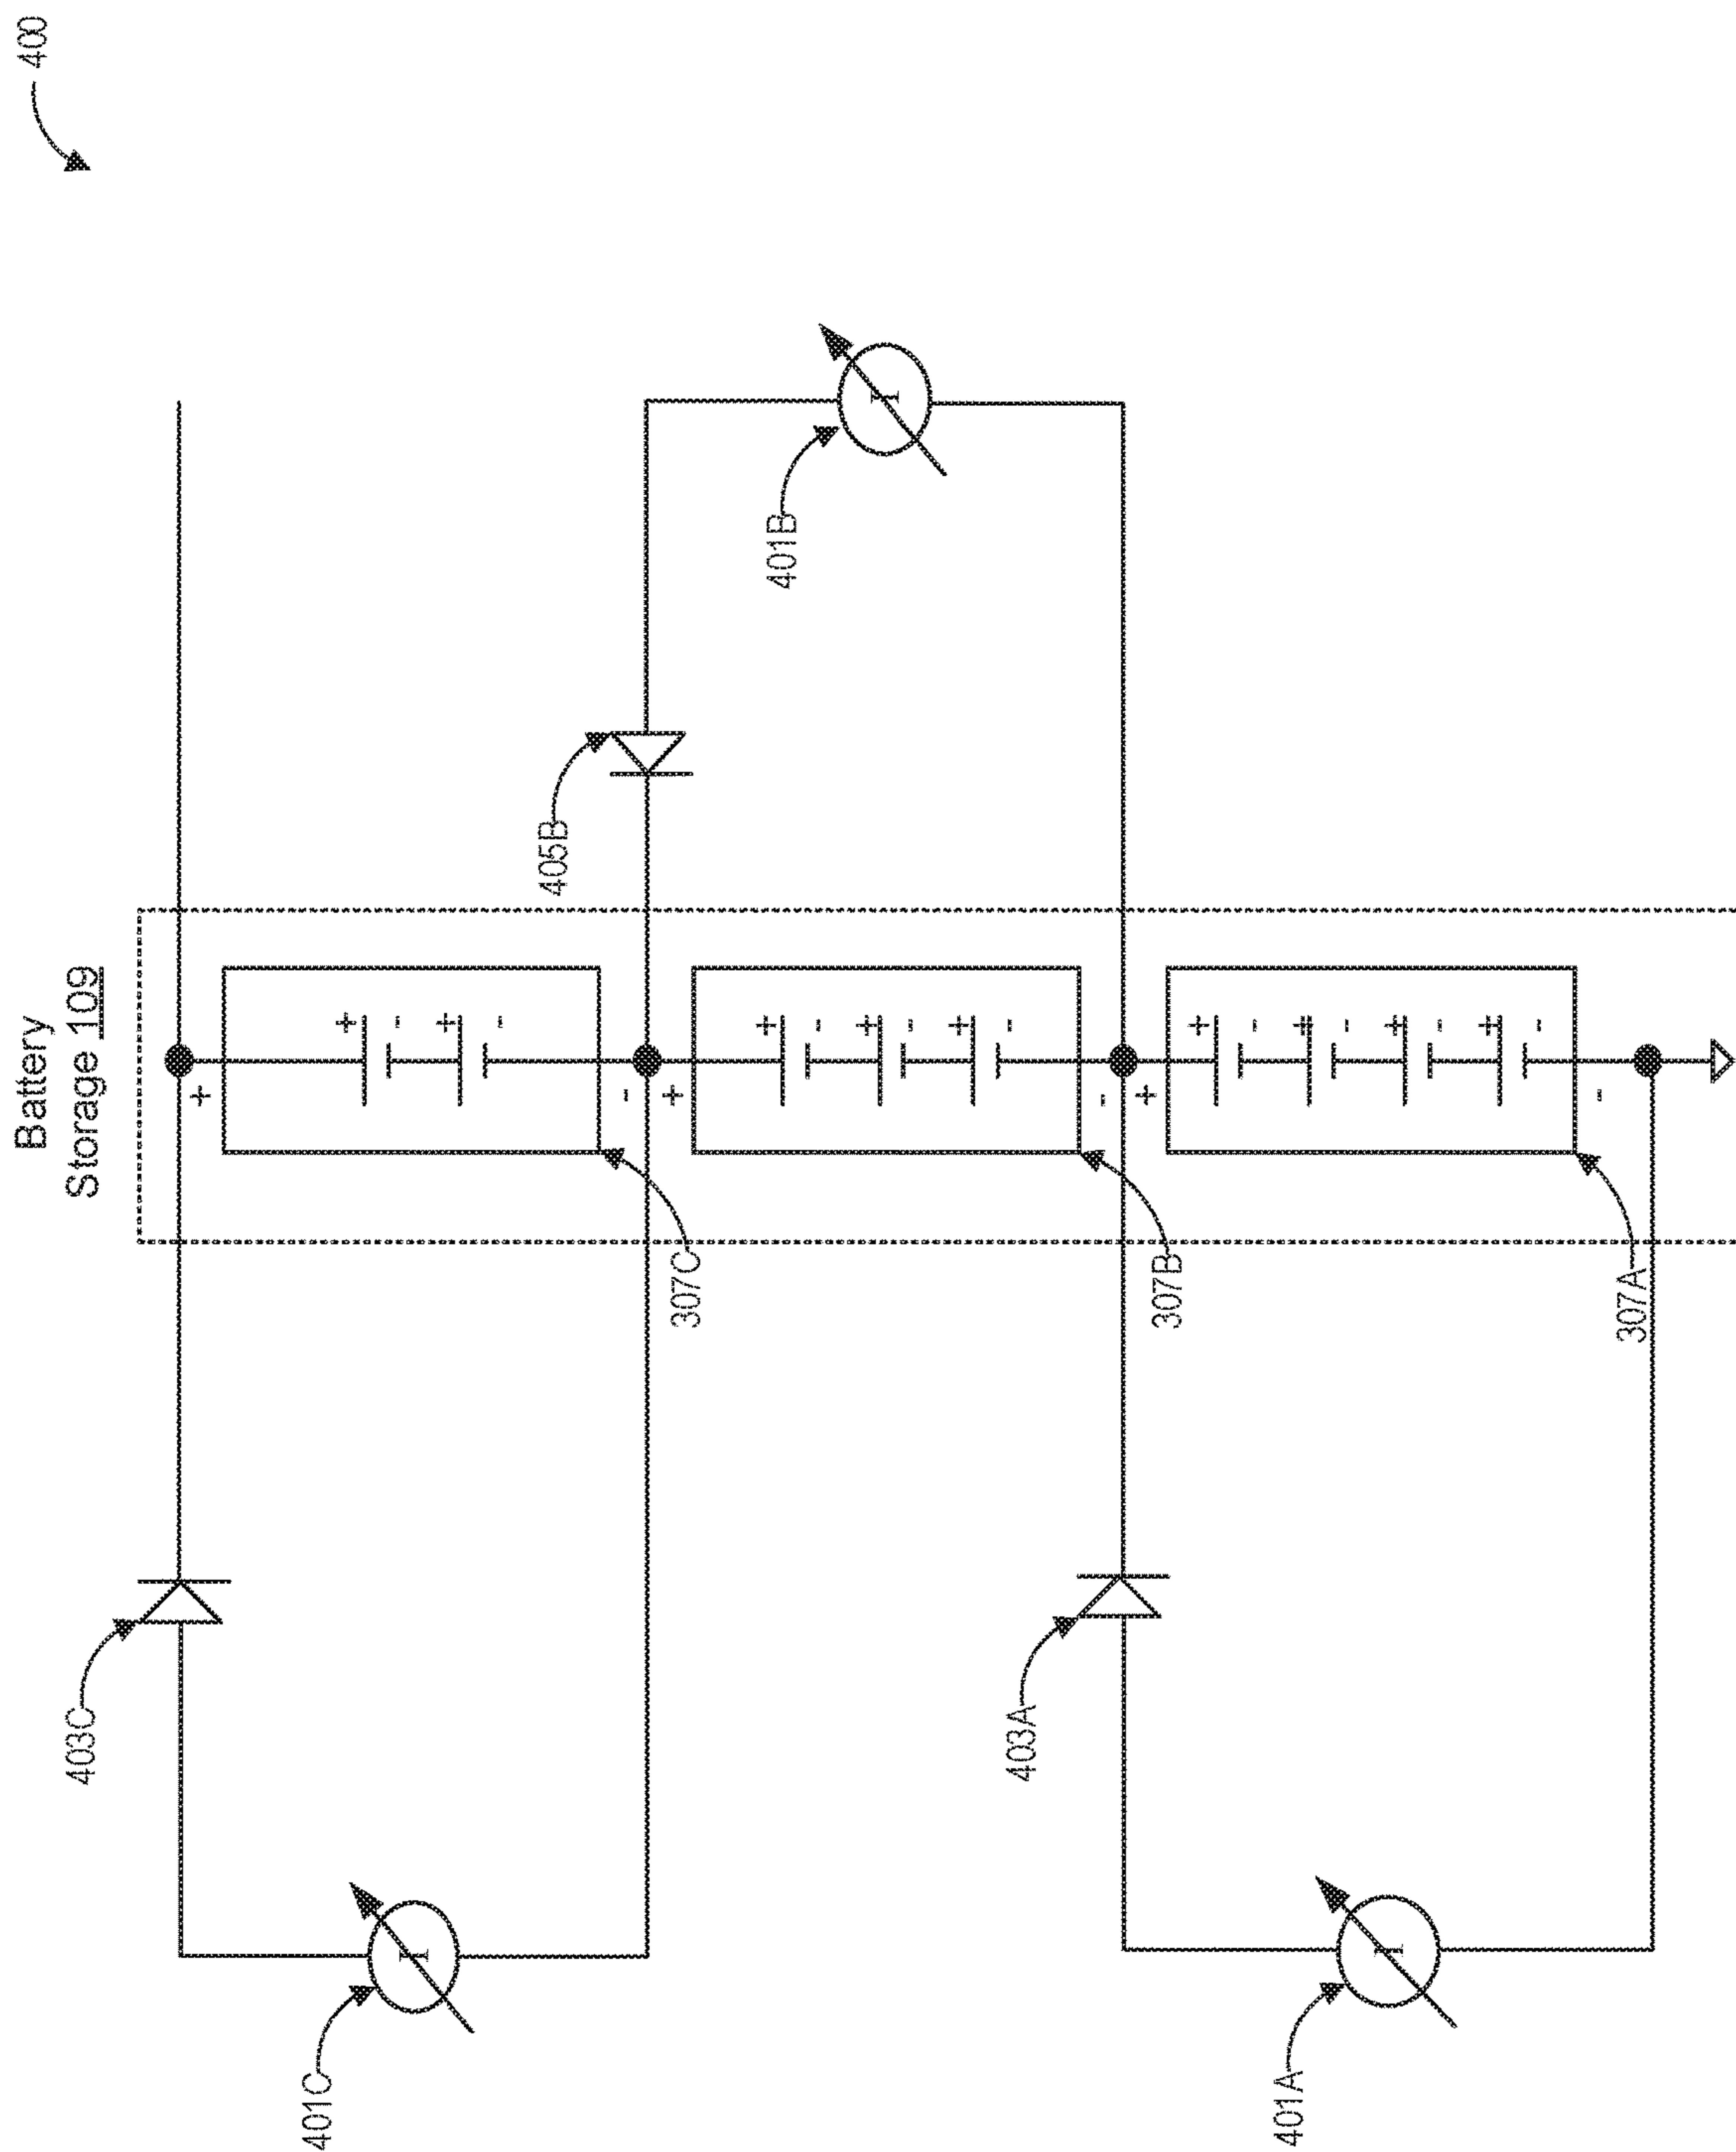 400
Battery
Storage 109
401C
403C
+
+
-
+
-
-
307C
405B
401B
+
+
-
+
-
+
-
-
307B
401A
403A
+
+
-
+
-
+
-
+
-
-
307A
I
I
I